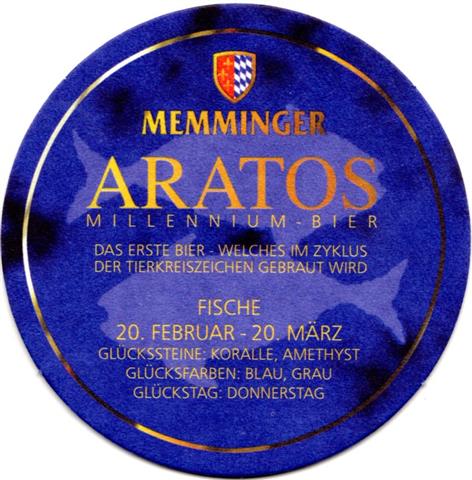 MEMMINGER
ARATOS
MILLENNIUM-BIER
DAS ERSTE BIER - WELCHES IM ZYKLUS
DER TIERKREISZEICHEN GEBRAUT WIRD
FISCHE
20. FEBRUAR - 20. MÄRZ
GLÜCKSSTEINE: KORALLE, AMETHYST
GLÜCKSFARBEN: BLAU, GRAU
GLÜCKSTAG: DONNERSTAG